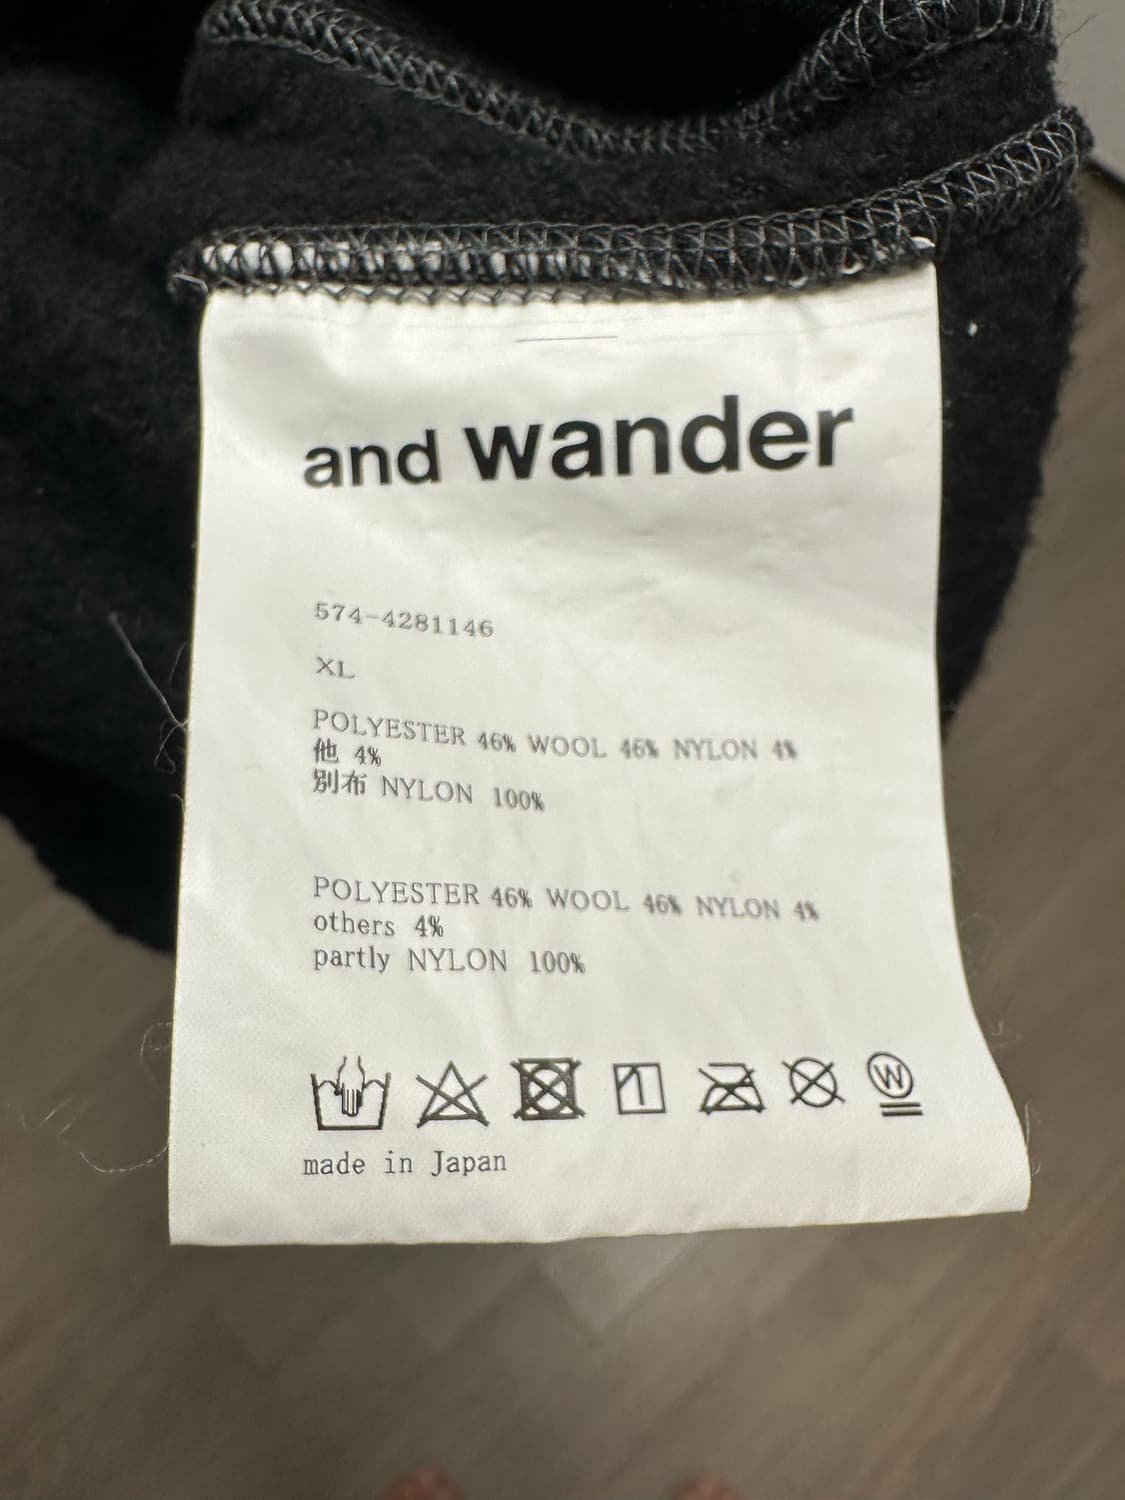 and wander
574-4281146
XL
POLYESTER 46% WOOL 46% NYLON 4%
他 4%
別布 NYLON 100%
POLYESTER 46% WOOL 46% NYLON 4%
others 4%
partly NYLON 100%
W
made in Japan